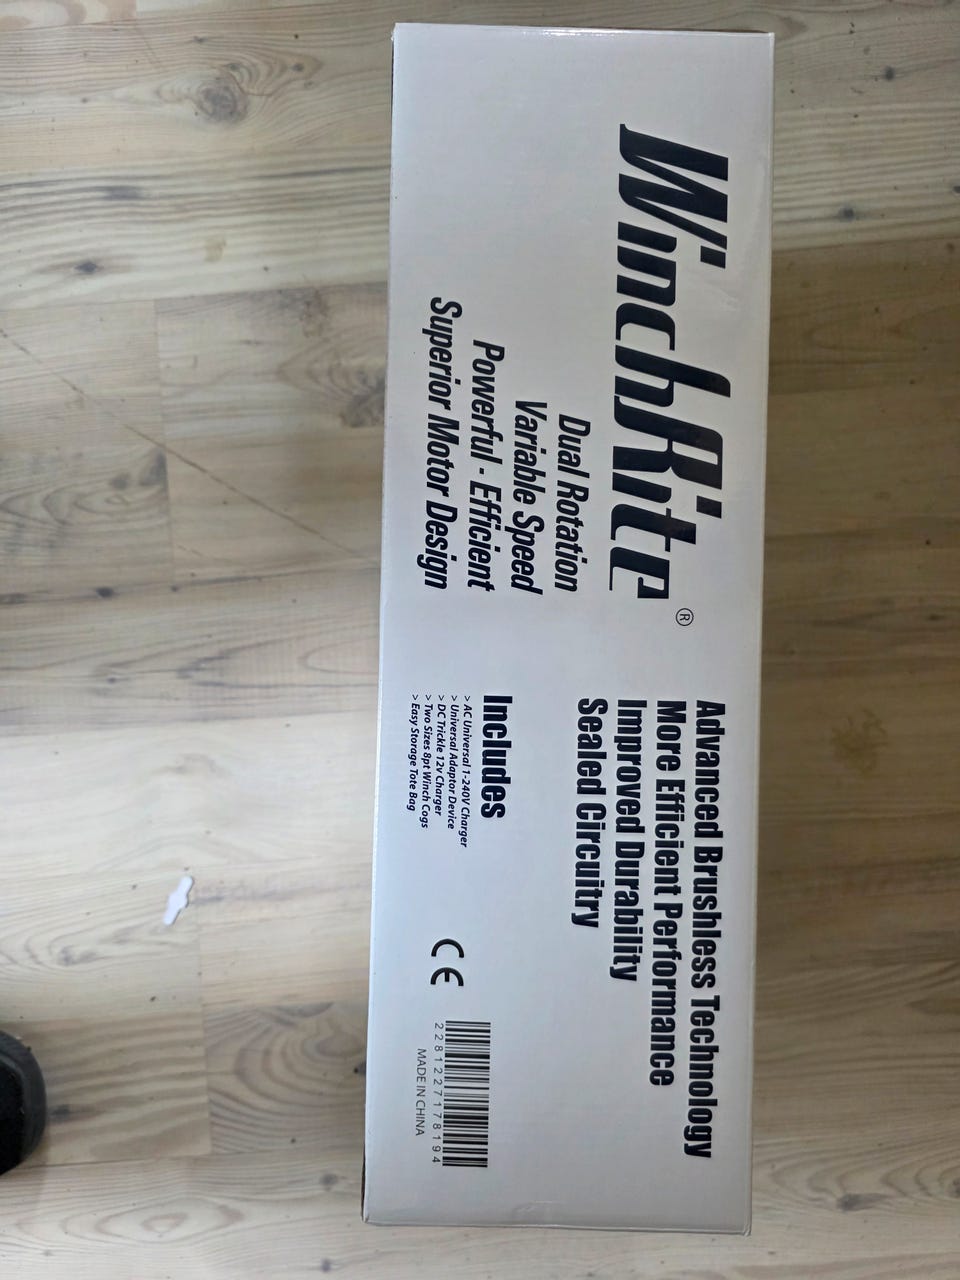 WinchRite®
Dual Rotation
Variable Speed
Powerful - Efficient
Superior Motor Design
Advanced Brushless Technology
More Efficient Performance
Improved Durability
Sealed Circuitry
Includes
> AC Universal 1-240V Charger
> Universal Adaptor Device
> DC Trickle 12v Charger
> Two Sizes 8pt Winch Cogs
> Easy Storage Tote Bag
CE
2281227178194
MADE IN CHINA